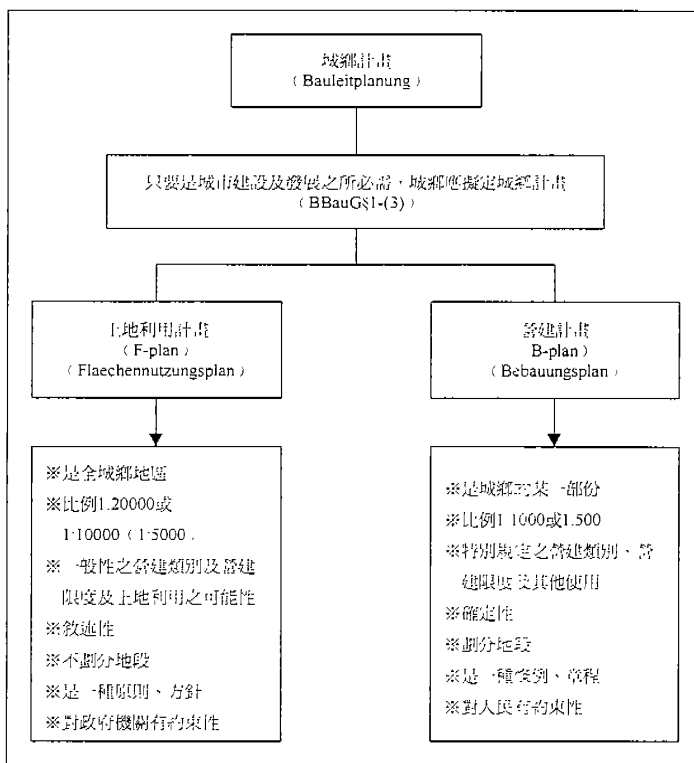 城鄉計畫
（Bauleitplanung）
只要是城市建設及發展之所必需，城鄉應擬定城鄉計畫
（BBauG§1-(3)）
土地利用計畫
（F-plan）
（Flaechennutzungsplan）
營建計畫
B-plan）
（Bebauungsplan）
※是全城鄉地區
※比例1:20000或
1:10000（1:5000）
※一般性之營建類別及營建
限度及土地利用之可能性
※敘述性
※不劃分地段
※是一種原則、方針
※對政府機關有約束性
※是城鄉的某一部份
※比例1:1000或1:500
※特別規定之營建類別、營
建限度及其他使用
※確定性
※劃分地段
※是一種條例、章程
※對人民有約束性